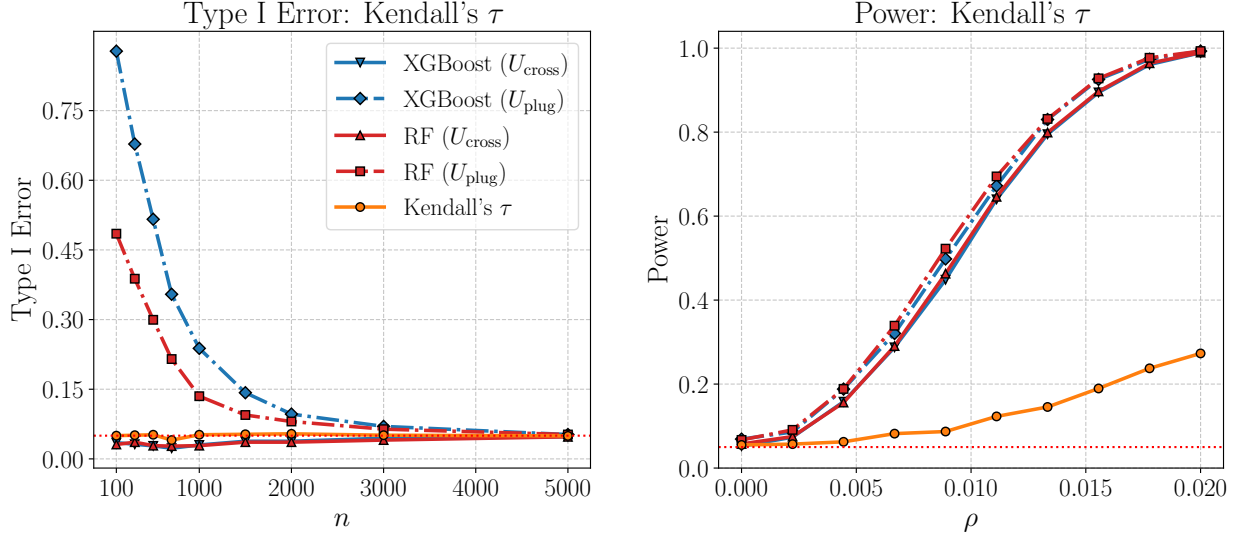 Type I Error: Kendall's τ
Type I Error
0.75
0.60
0.45
0.30
0.15
0.00
100
1000
2000
3000
4000
5000
n
XGBoost (U_cross)
XGBoost (U_plug)
RF (U_cross)
RF (U_plug)
Kendall's τ
Power: Kendall's τ
Power
1.0
0.8
0.6
0.4
0.2
0.0
0.000
0.005
0.010
0.015
0.020
ρ